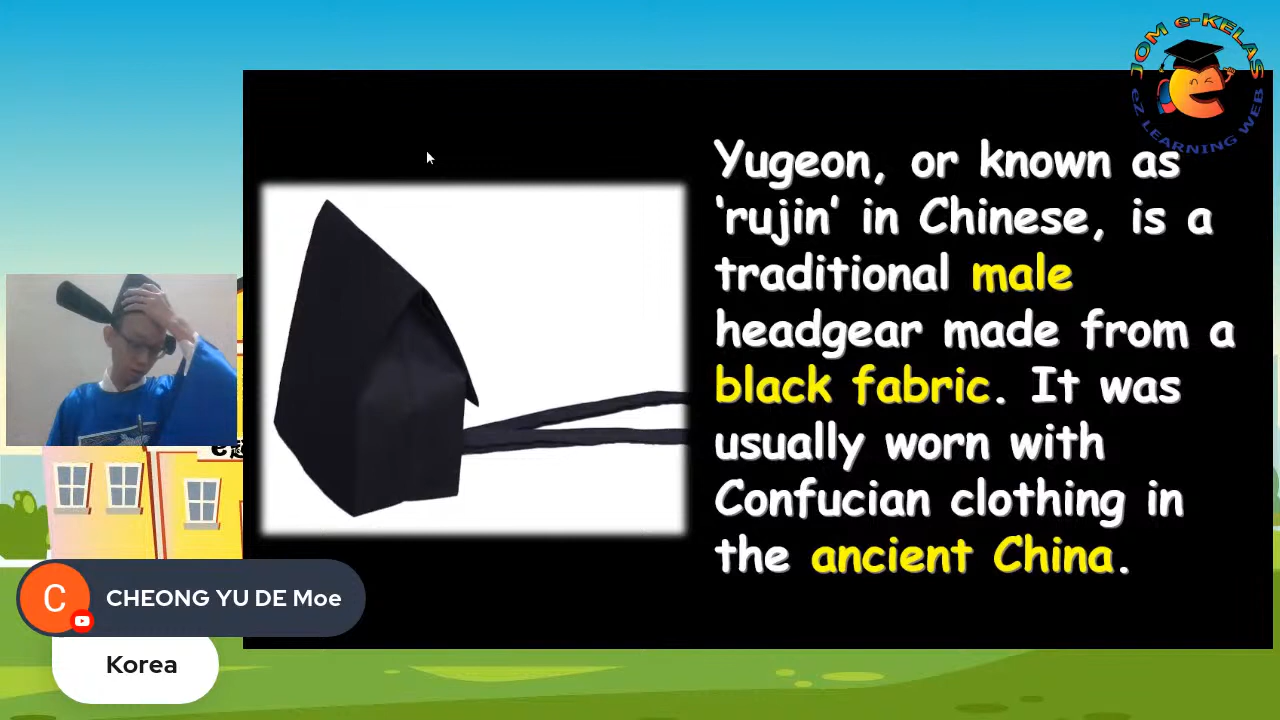 JOM e-KELAS
eZ LEARNING WEB
Yugeon, or known as
‘rujin’ in Chinese, is a
traditional male
headgear made from a
black fabric. It was
usually worn with
Confucian clothing in
the ancient China.
C
CHEONG YU DE Moe
Korea